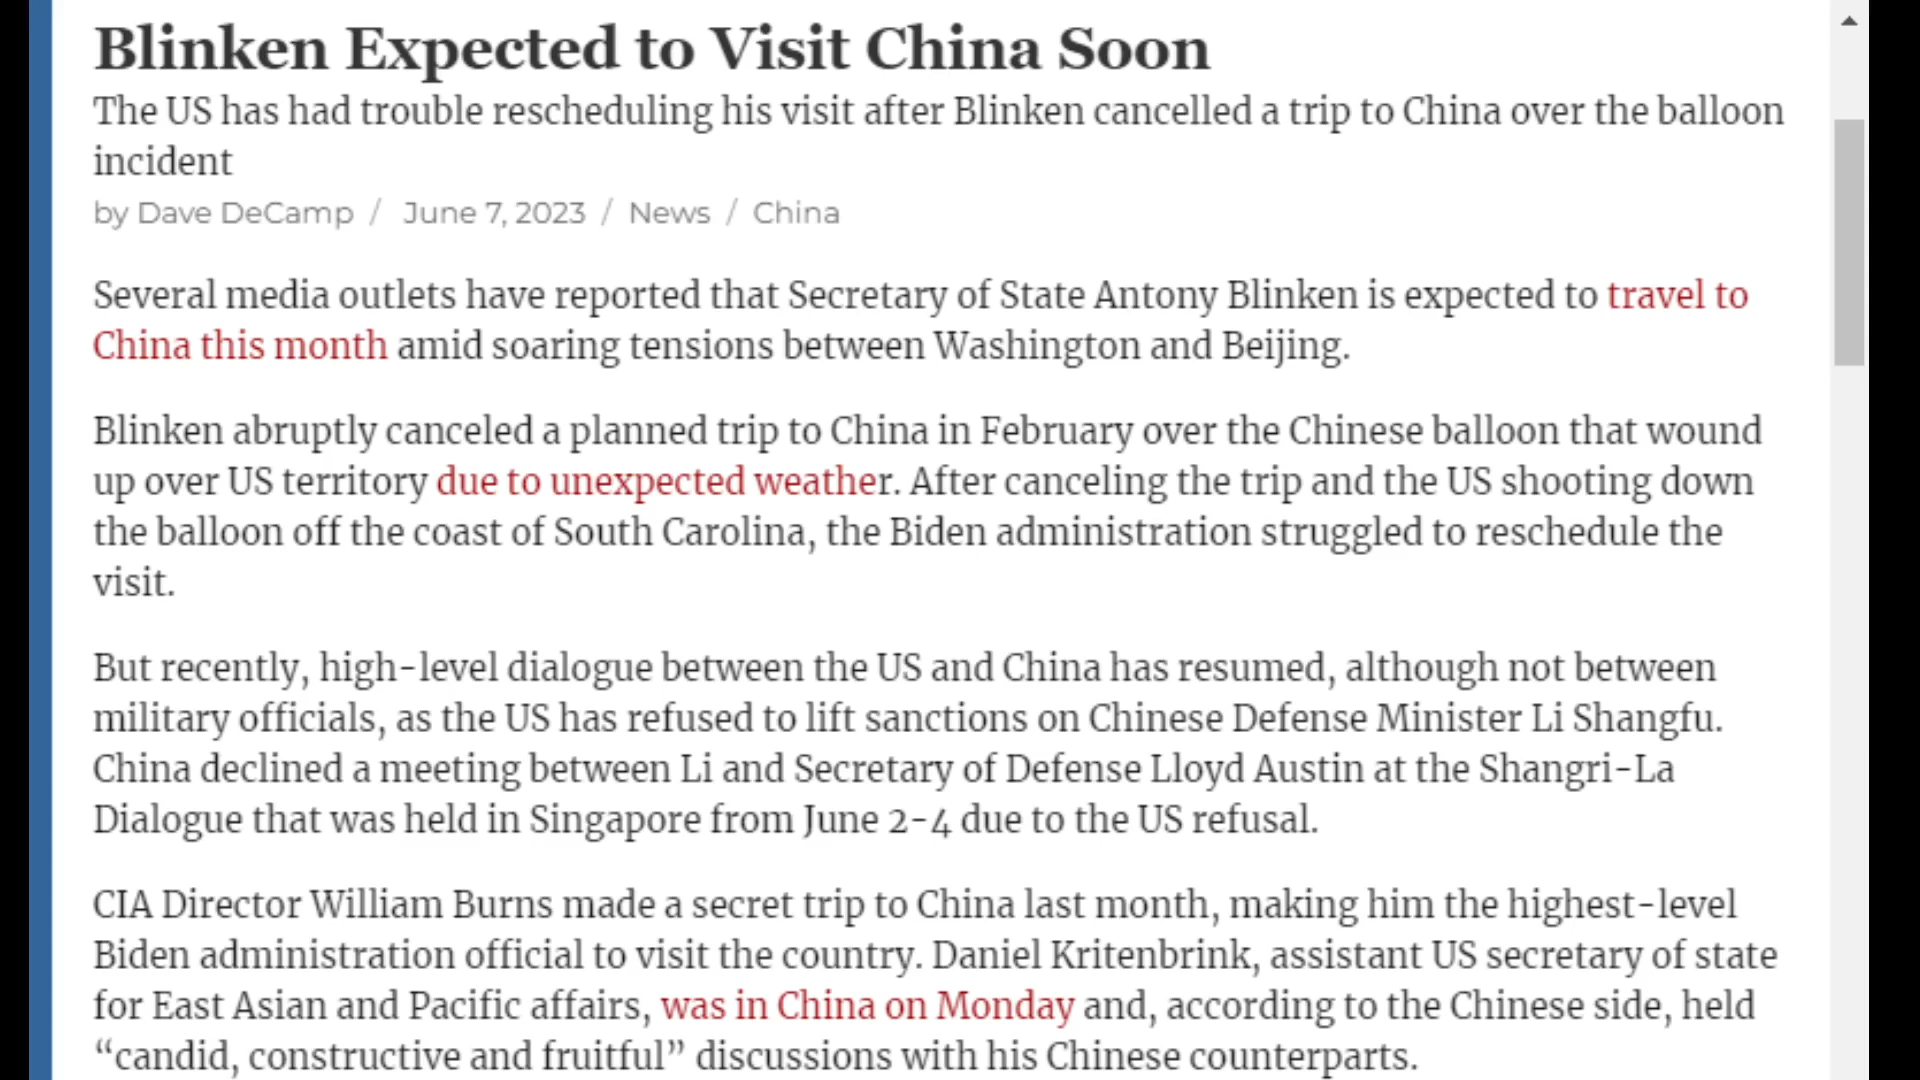 Blinken Expected to Visit China Soon
The US has had trouble rescheduling his visit after Blinken cancelled a trip to China over the balloon
incident
by Dave DeCamp / June 7, 2023 / News / China
Several media outlets have reported that Secretary of State Antony Blinken is expected to travel to
China this month amid soaring tensions between Washington and Beijing.
Blinken abruptly canceled a planned trip to China in February over the Chinese balloon that wound
up over US territory due to unexpected weather. After canceling the trip and the US shooting down
the balloon off the coast of South Carolina, the Biden administration struggled to reschedule the
visit.
But recently, high-level dialogue between the US and China has resumed, although not between
military officials, as the US has refused to lift sanctions on Chinese Defense Minister Li Shangfu.
China declined a meeting between Li and Secretary of Defense Lloyd Austin at the Shangri-La
Dialogue that was held in Singapore from June 2-4 due to the US refusal.
CIA Director William Burns made a secret trip to China last month, making him the highest-level
Biden administration official to visit the country. Daniel Kritenbrink, assistant US secretary of state
for East Asian and Pacific affairs, was in China on Monday and, according to the Chinese side, held
“candid, constructive and fruitful” discussions with his Chinese counterparts.